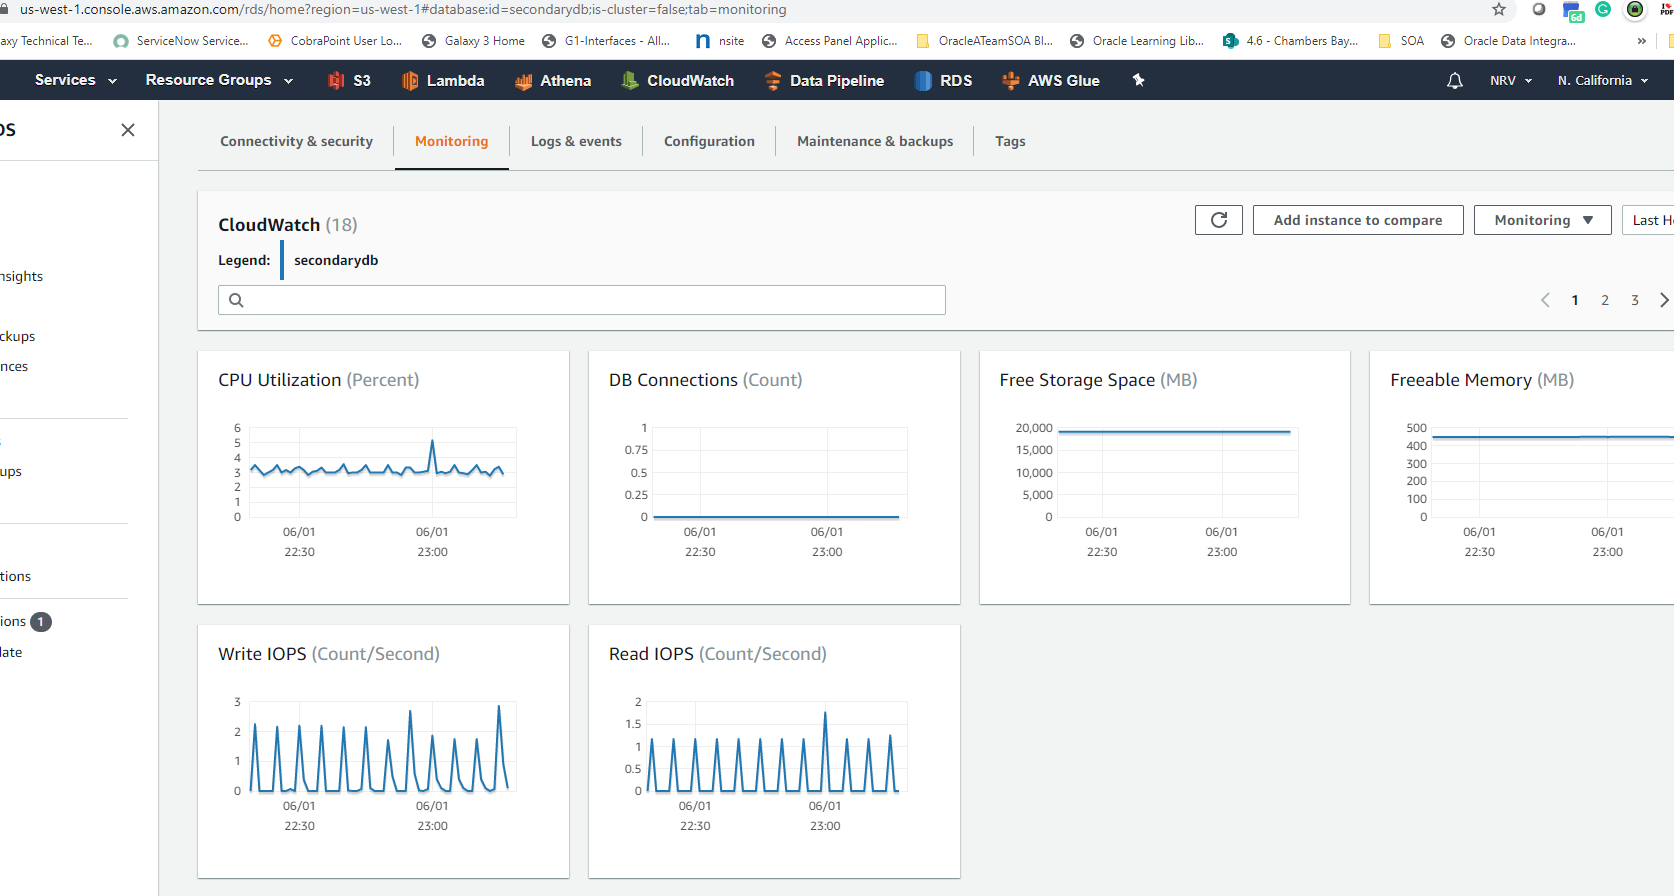 us-west-1.console.aws.amazon.com/rds/home?region=us-west-1#database:id=secondarydb;is-cluster=false;tab=monitoring
6d
PDF
axy Technical Te... ServiceNow Service... CobraPoint User Lo... Galaxy 3 Home G1-Interfaces - All... nsite Access Panel Applic... OracleATeamSOA Bl... Oracle Learning Lib... 4.6 - Chambers Bay... SOA Oracle Data Integra... »
Services Resource Groups S3 Lambda Athena CloudWatch Data Pipeline RDS AWS Glue NRV N. California
DS
nsights
ckups
nces
s
ups
tions
ions 1
late
Connectivity & security Monitoring Logs & events Configuration Maintenance & backups Tags
CloudWatch (18)
Add instance to compare Monitoring Last H
Legend: secondarydb
1 2 3
CPU Utilization (Percent)
6
5
4
3
2
1
0
06/01 06/01
22:30 23:00
DB Connections (Count)
1
0.75
0.5
0.25
0
06/01 06/01
22:30 23:00
Free Storage Space (MB)
20,000
15,000
10,000
5,000
0
06/01 06/01
22:30 23:00
Freeable Memory (MB)
500
400
300
200
100
0
06/01 06/01
22:30 23:00
Write IOPS (Count/Second)
3
2
1
0
06/01 06/01
22:30 23:00
Read IOPS (Count/Second)
2
1.5
1
0.5
0
06/01 06/01
22:30 23:00